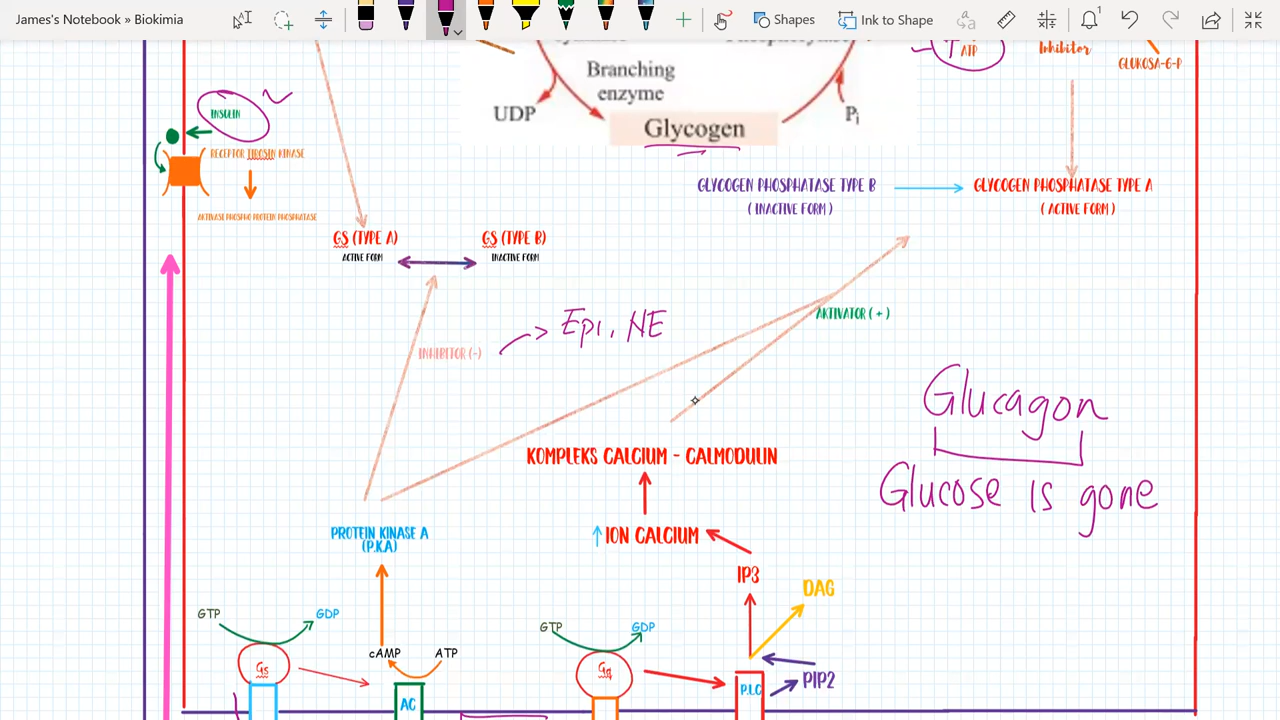 James's Notebook » Biokimia
Shapes
Ink to Shape
1
ATP
Inhibitor
GLUKOSA-6-P
Branching
enzyme
UDP
Glycogen
Pi
INSULIN
RECEPTOR TIROSIN KINASE
AKTIVASE PHOSPHO PROTEIN PHOSPHATASE
GLYCOGEN PHOSPHATASE TYPE B
( INACTIVE FORM )
GLYCOGEN PHOSPHATASE TYPE A
( ACTIVE FORM )
GS (TYPE A)
ACTIVE FORM
GS (TYPE B)
INACTIVE FORM
INHIBITOR (-)
Epi, NE
AKTIVATOR ( + )
Glucagon
Glucose is gone
KOMPLEKS CALCIUM - CALMODULIN
PROTEIN KINASE A
(P.K.A)
ION CALCIUM
IP3
DAG
GTP
GDP
cAMP
ATP
GTP
GDP
Gs
Gq
AC
P.L.C
PIP2